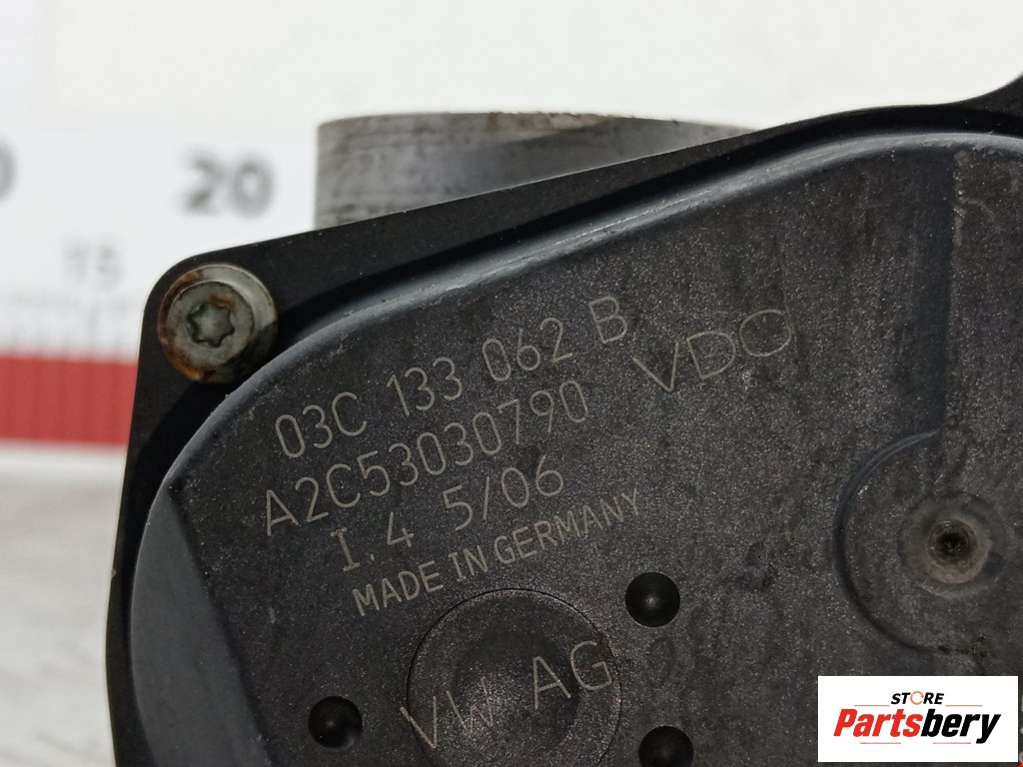 20
15
03C 133 062 B
A2C53030790 VDO
I.4 5/06
MADE IN GERMANY
VW AG
STORE
Partsbery